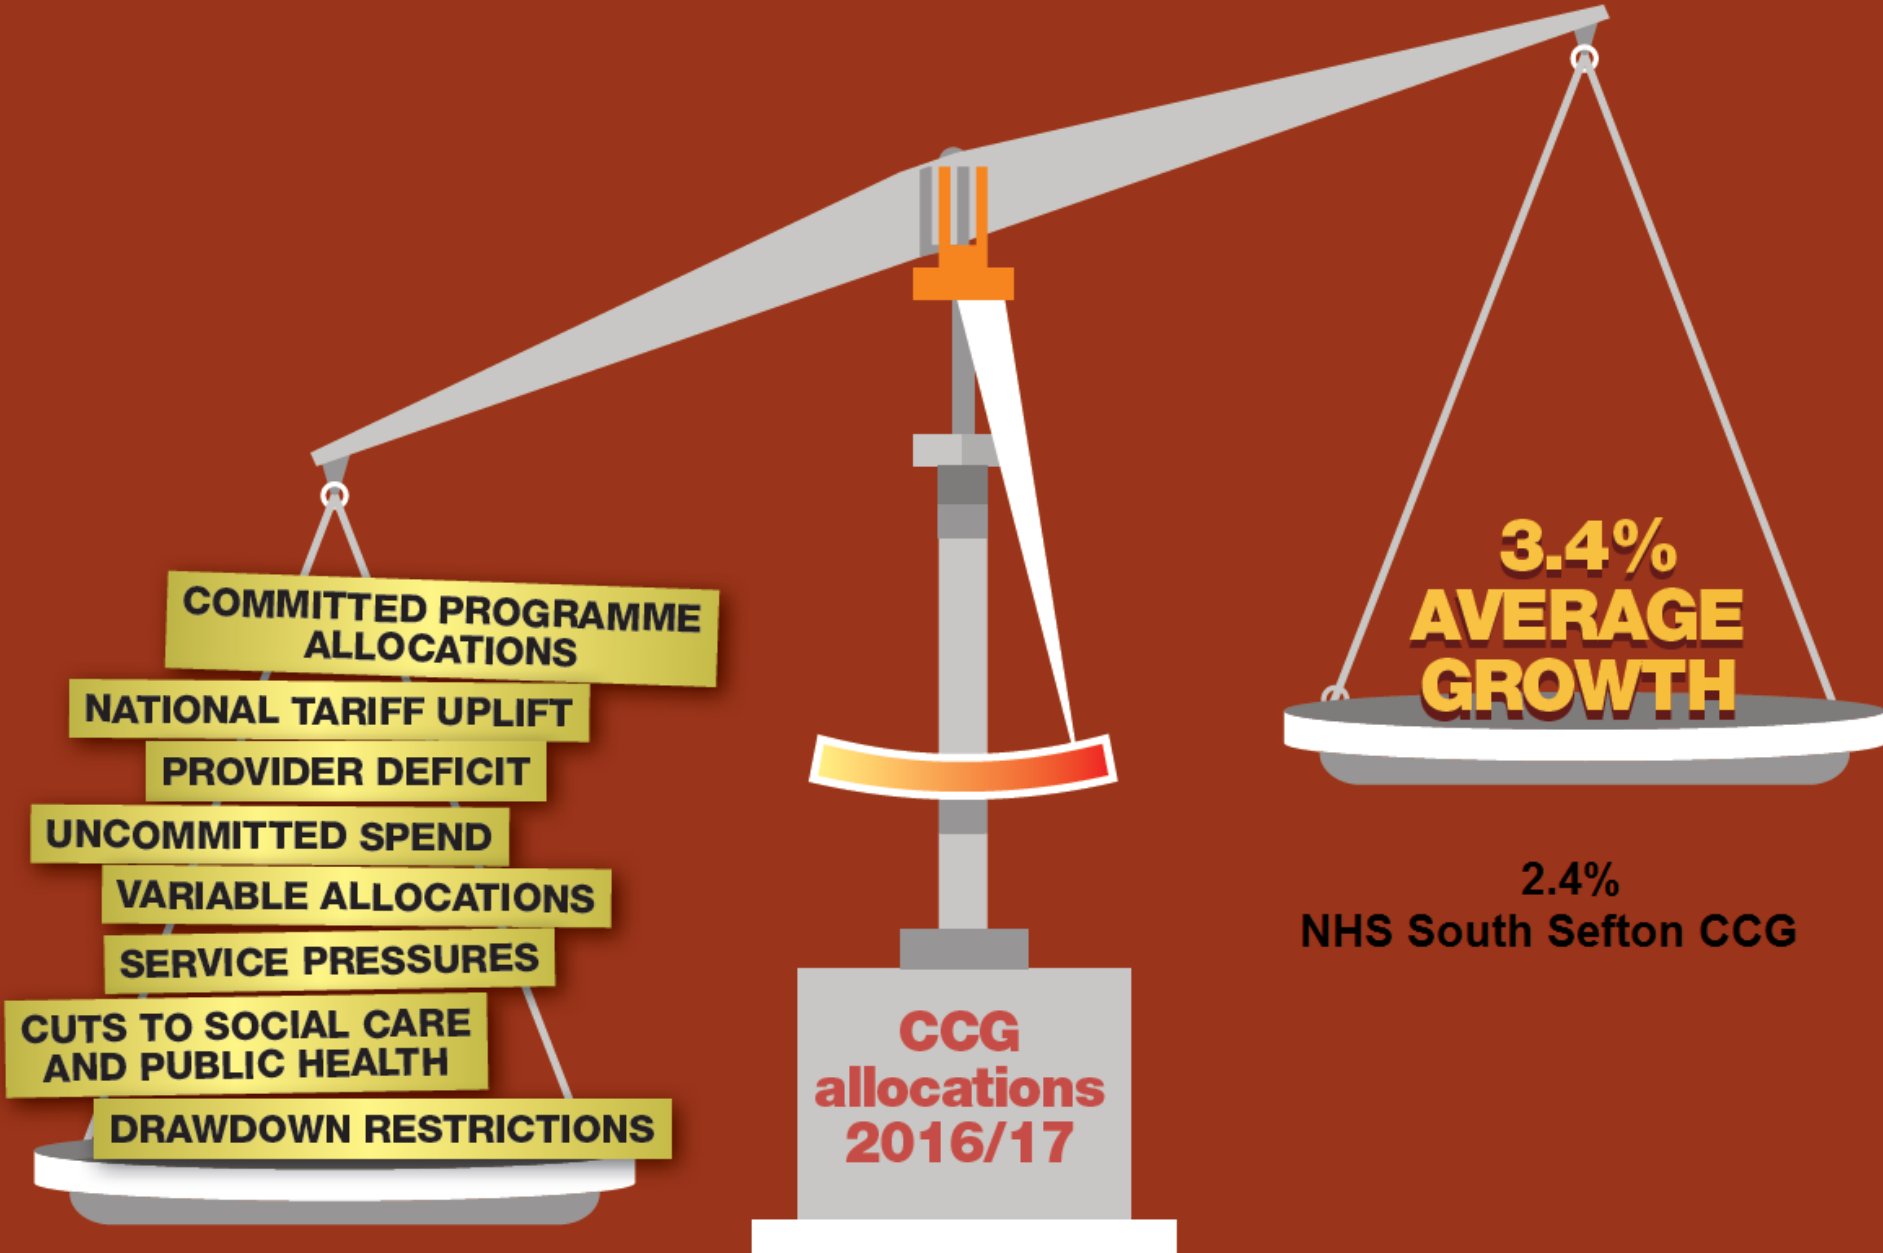 COMMITTED PROGRAMME
ALLOCATIONS
NATIONAL TARIFF UPLIFT
PROVIDER DEFICIT
UNCOMMITTED SPEND
VARIABLE ALLOCATIONS
SERVICE PRESSURES
CUTS TO SOCIAL CARE
AND PUBLIC HEALTH
DRAWDOWN RESTRICTIONS
CCG
allocations
2016/17
3.4%
AVERAGE
GROWTH
2.4%
NHS South Sefton CCG